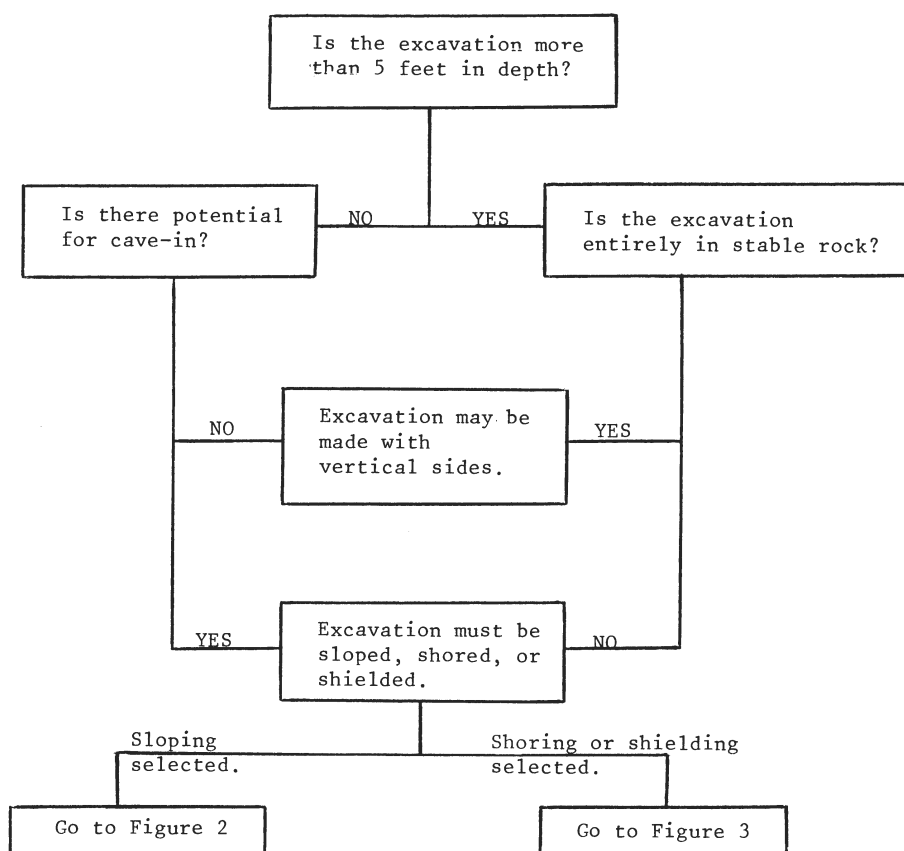 Is the excavation more
than 5 feet in depth?
Is there potential
for cave-in?
NO
YES
Is the excavation
entirely in stable rock?
NO
Excavation may be
made with
vertical sides.
YES
YES
Excavation must be
sloped, shored, or
shielded.
NO
Sloping
selected.
Shoring or shielding
selected.
Go to Figure 2
Go to Figure 3